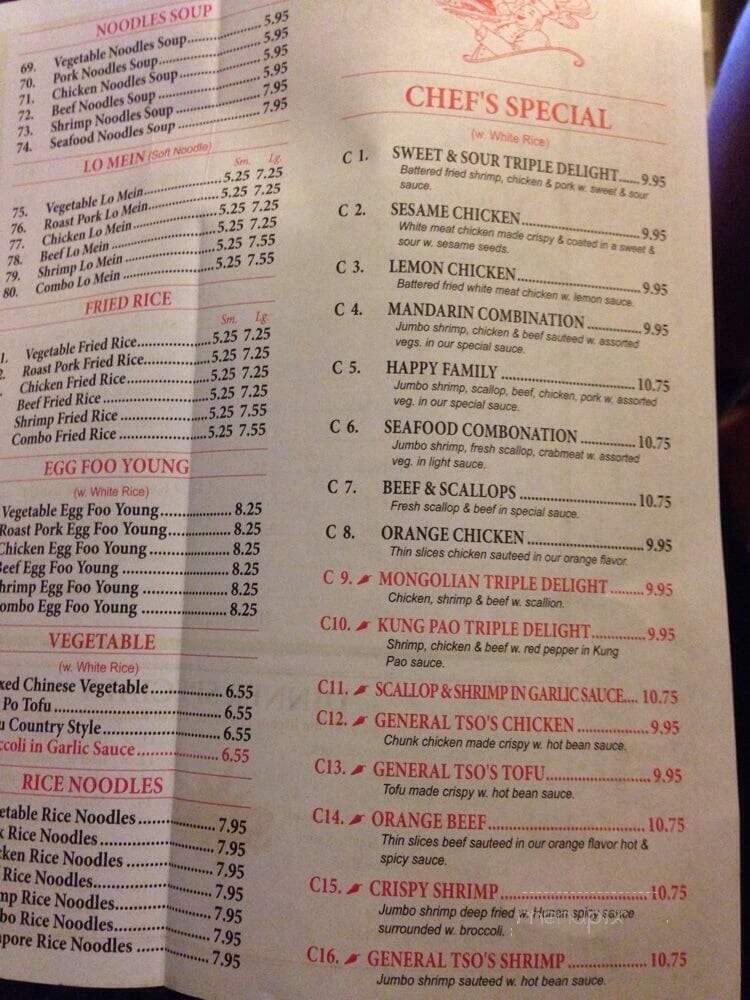 NOODLES SOUP
69. Vegetable Noodles Soup 5.95
70. Pork Noodles Soup 5.95
71. Chicken Noodles Soup 5.95
72. Beef Noodles Soup 5.95
73. Shrimp Noodles Soup 7.95
74. Seafood Noodles Soup 7.95
LO MEIN (Soft Noodle)
Sm. Lg.
75. Vegetable Lo Mein 5.25 7.25
76. Roast Pork Lo Mein 5.25 7.25
77. Chicken Lo Mein 5.25 7.25
78. Beef Lo Mein 5.25 7.25
79. Shrimp Lo Mein 5.25 7.55
80. Combo Lo Mein 5.25 7.55
FRIED RICE
Sm. Lg.
Vegetable Fried Rice 5.25 7.25
Roast Pork Fried Rice 5.25 7.25
Chicken Fried Rice 5.25 7.25
Beef Fried Rice 5.25 7.25
Shrimp Fried Rice 5.25 7.55
Combo Fried Rice 5.25 7.55
EGG FOO YOUNG
(w. White Rice)
Vegetable Egg Foo Young 8.25
Roast Pork Egg Foo Young 8.25
Chicken Egg Foo Young 8.25
Beef Egg Foo Young 8.25
hrimp Egg Foo Young 8.25
ombo Egg Foo Young 8.25
VEGETABLE
(w. White Rice)
xed Chinese Vegetable 6.55
Po Tofu 6.55
u Country Style 6.55
ccoli in Garlic Sauce 6.55
RICE NOODLES
etable Rice Noodles 7.95
k Rice Noodles 7.95
cken Rice Noodles 7.95
Rice Noodles 7.95
mp Rice Noodles 7.95
bo Rice Noodles 7.95
apore Rice Noodles 7.95
CHEF'S SPECIAL
(w. White Rice)
C 1. SWEET & SOUR TRIPLE DELIGHT 9.95
Battered fried shrimp, chicken & pork w. sweet & sour
sauce.
C 2. SESAME CHICKEN 9.95
White meat chicken made crispy & coated in a sweet &
sour w. sesame seeds.
C 3. LEMON CHICKEN 9.95
Battered fried white meat chicken w. lemon sauce.
C 4. MANDARIN COMBINATION 9.95
Jumbo shrimp, chicken & beef sauteed w. assorted
vegs. in our special sauce.
C 5. HAPPY FAMILY 10.75
Jumbo shrimp, scallop, beef, chicken, pork w. assorted
veg. in our special sauce.
C 6. SEAFOOD COMBONATION 10.75
Jumbo shrimp, fresh scallop, crabmeat w. assorted
veg. in light sauce.
C 7. BEEF & SCALLOPS 10.75
Fresh scallop & beef in special sauce.
C 8. ORANGE CHICKEN 9.95
Thin slices chicken sauteed in our orange flavor.
C 9. MONGOLIAN TRIPLE DELIGHT 9.95
Chicken, shrimp & beef w. scallion.
C10. KUNG PAO TRIPLE DELIGHT 9.95
Shrimp, chicken & beef w. red pepper in Kung
Pao sauce.
C11. SCALLOP & SHRIMP IN GARLIC SAUCE 10.75
C12. GENERAL TSO'S CHICKEN 9.95
Chunk chicken made crispy w. hot bean sauce.
C13. GENERAL TSO'S TOFU 9.95
Tofu made crispy w. hot bean sauce.
C14. ORANGE BEEF 10.75
Thin slices beef sauteed in our orange flavor hot &
spicy sauce.
C15. CRISPY SHRIMP 10.75
Jumbo shrimp deep fried w. Hunan spicy sauce
surrounded w. broccoli.
menupix
C16. GENERAL TSO'S SHRIMP 10.75
Jumbo shrimp sauteed w. hot bean sauce.